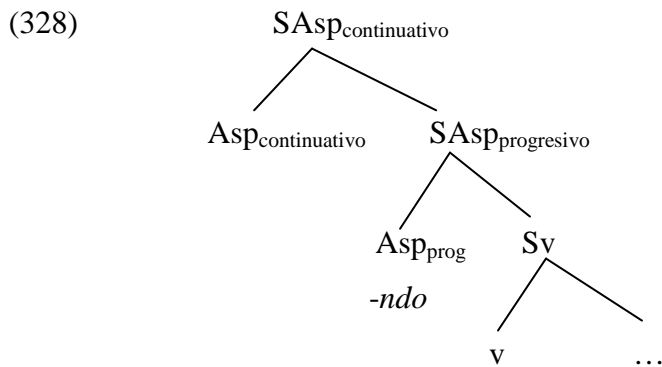 (328) SAspcontinuativo
Aspcontinuativo SAspprogresivo
Aspprog Sv
-ndo
v …